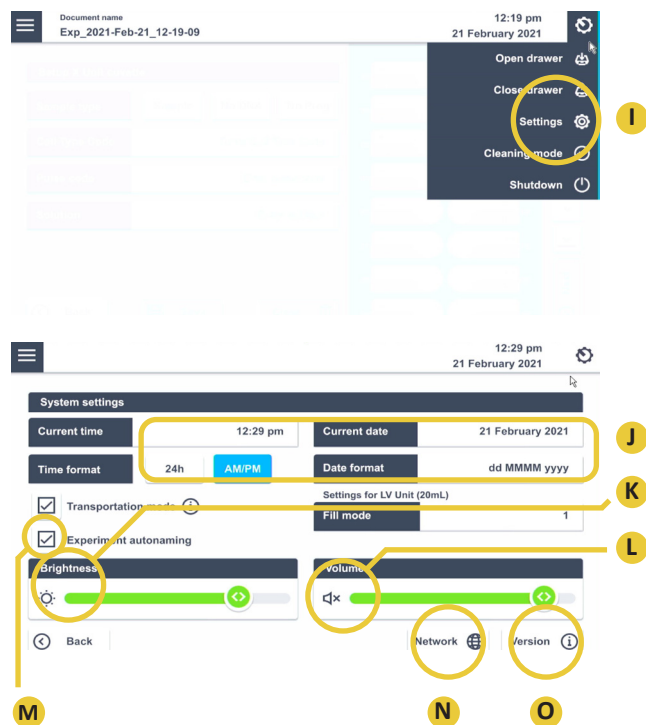 Document name
Exp_2021-Feb-21_12-19-09
12:19 pm
21 February 2021
Open drawer
Close drawer
Settings
I
Cleaning mode
Shutdown
12:29 pm
21 February 2021
System settings
Current time 12:29 pm Current date 21 February 2021
J
Time format 24h AM/PM Date format dd MMMM yyyy
K
Transportation mode
Settings for LV Unit (20mL)
Fill mode 1
Experiment autonaming
L
Brightness Volume
Back Network Version
M N O